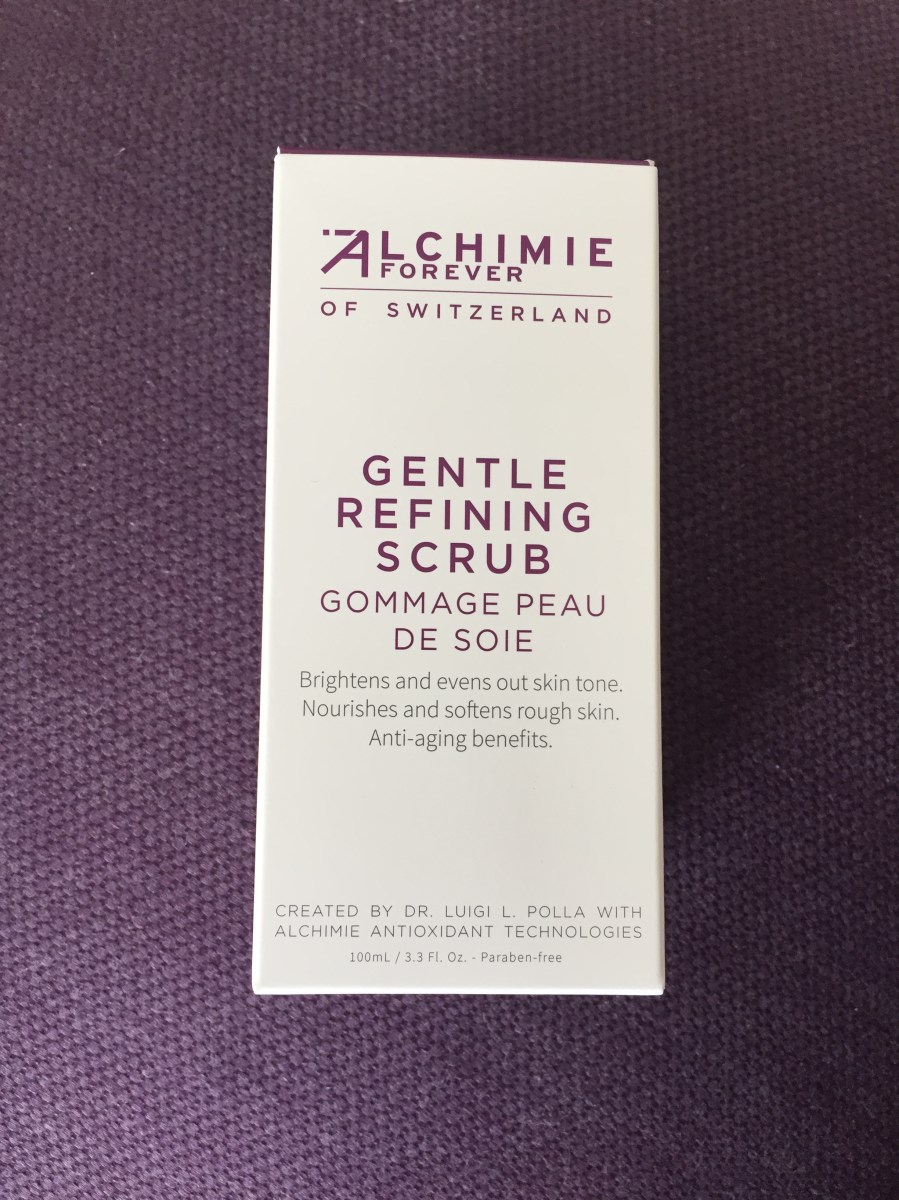 ALCHIMIE
FOREVER
OF SWITZERLAND
GENTLE
REFINING
SCRUB
GOMMAGE PEAU
DE SOIE
Brightens and evens out skin tone.
Nourishes and softens rough skin.
Anti-aging benefits.
CREATED BY DR. LUIGI L. POLLA WITH
ALCHIMIE ANTIOXIDANT TECHNOLOGIES
100mL / 3.3 Fl. Oz. - Paraben-free